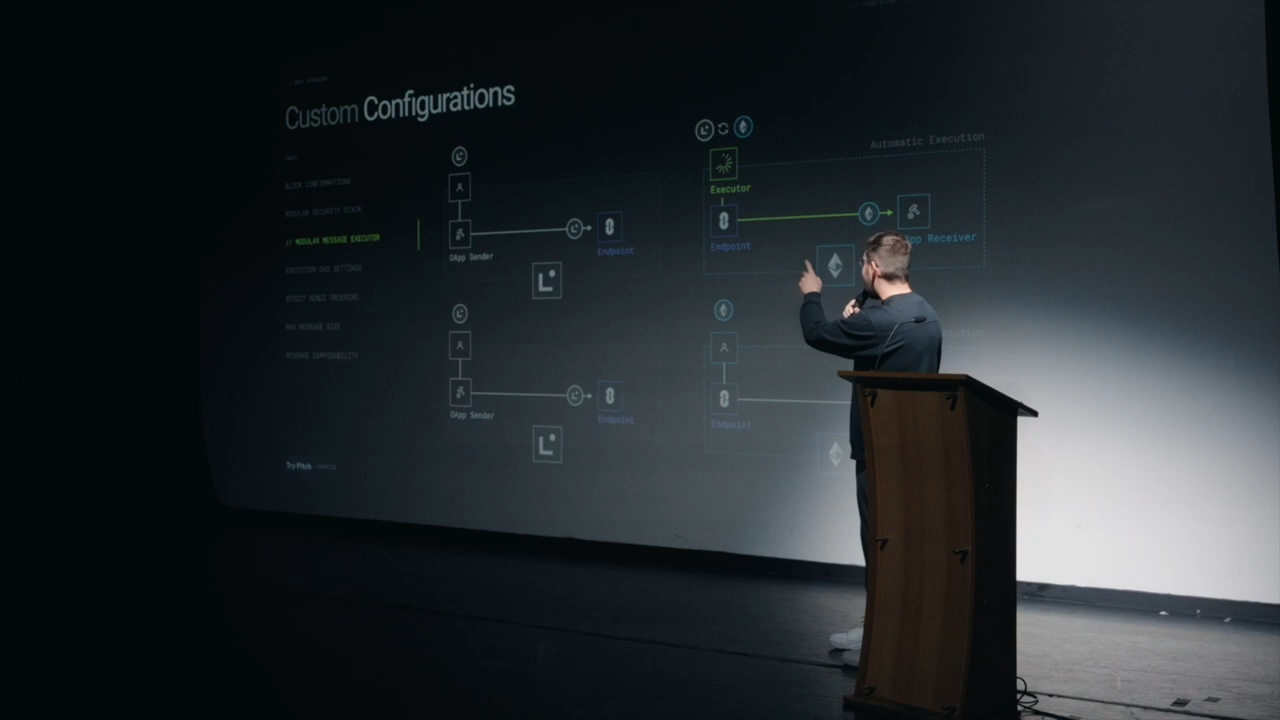 Custom Configurations
BLOCK CONFIRMATIONS
MODULAR SECURITY STACK
// MODULAR MESSAGE EXECUTOR
EXECUTION GAS SETTINGS
STRICT NONCE ORDERING
MAX MESSAGE SIZE
MESSAGE COMPOSABILITY
Try Pitch
OApp Sender
Endpoint
OApp Sender
Endpoint
Automatic Execution
Executor
Endpoint
pp Receiver
Endpoint